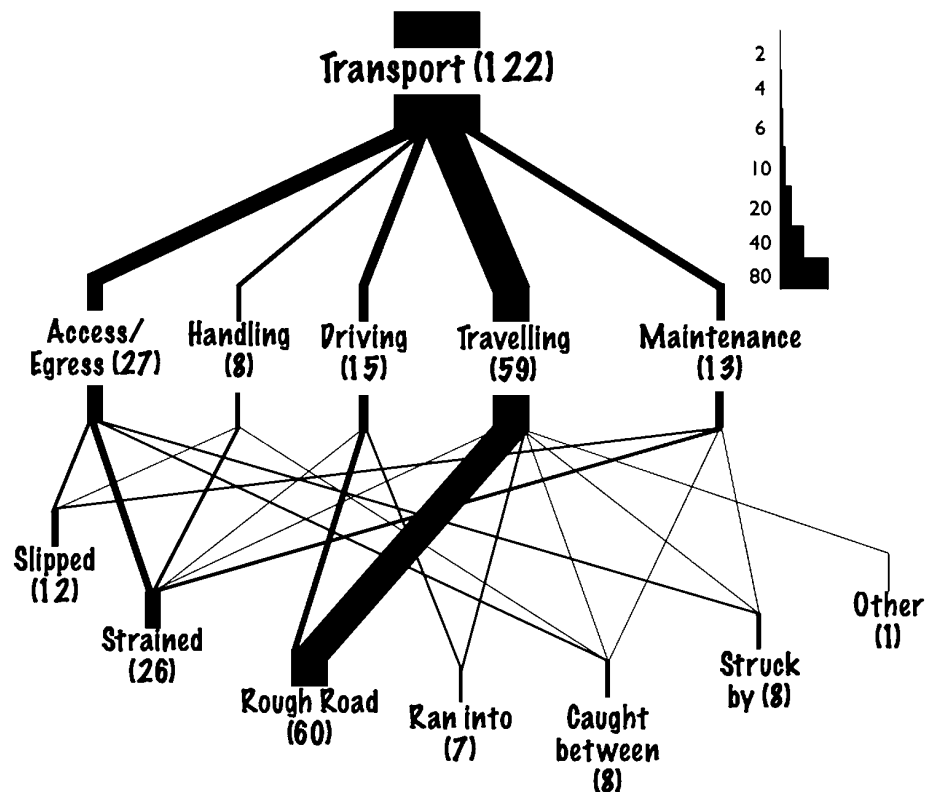 Transport (122)
2
4
6
10
20
40
80
Access/
Egress (27)
Handling
(8)
Driving
(15)
Travelling
(59)
Maintenance
(13)
Slipped
(12)
Strained
(26)
Rough Road
(60)
Ran into
(7)
Caught
between
(8)
Struck
by (8)
Other
(1)